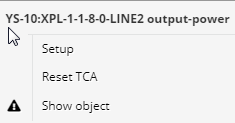 YS-10:XPL-1-1-8-0-LINE2 output-power
Setup
Reset TCA
Show object